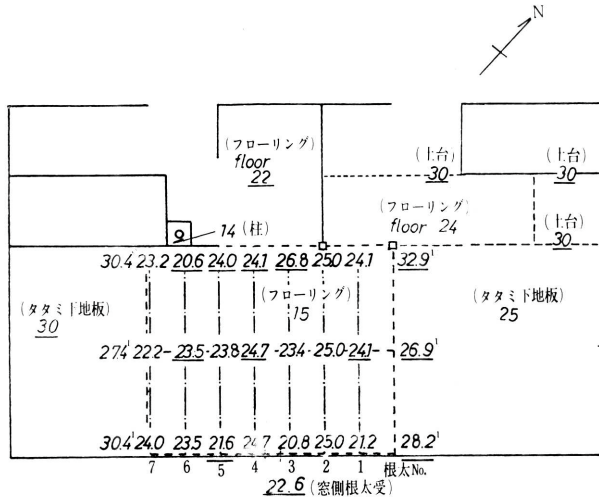 N
(フローリング)
floor
22
(土台)
30
(土台)
30
(フローリング)
floor 24
(土台)
30
14 (柱)
30.4 23.2 20.6 24.0 24.1 26.8 25.0 24.1 32.9¹
(タタミ下地板)
30
(フローリング)
15
(タタミ下地板)
25
27.4¹ 22.2 23.5 23.8 24.7 23.4 25.0 24.1 26.9¹
30.4¹ 24.0 23.5 21.6 24.7 20.8 25.0 21.2 28.2¹
7 6 5 4 3 2 1 根太No.
22.6 (窓側根太受)